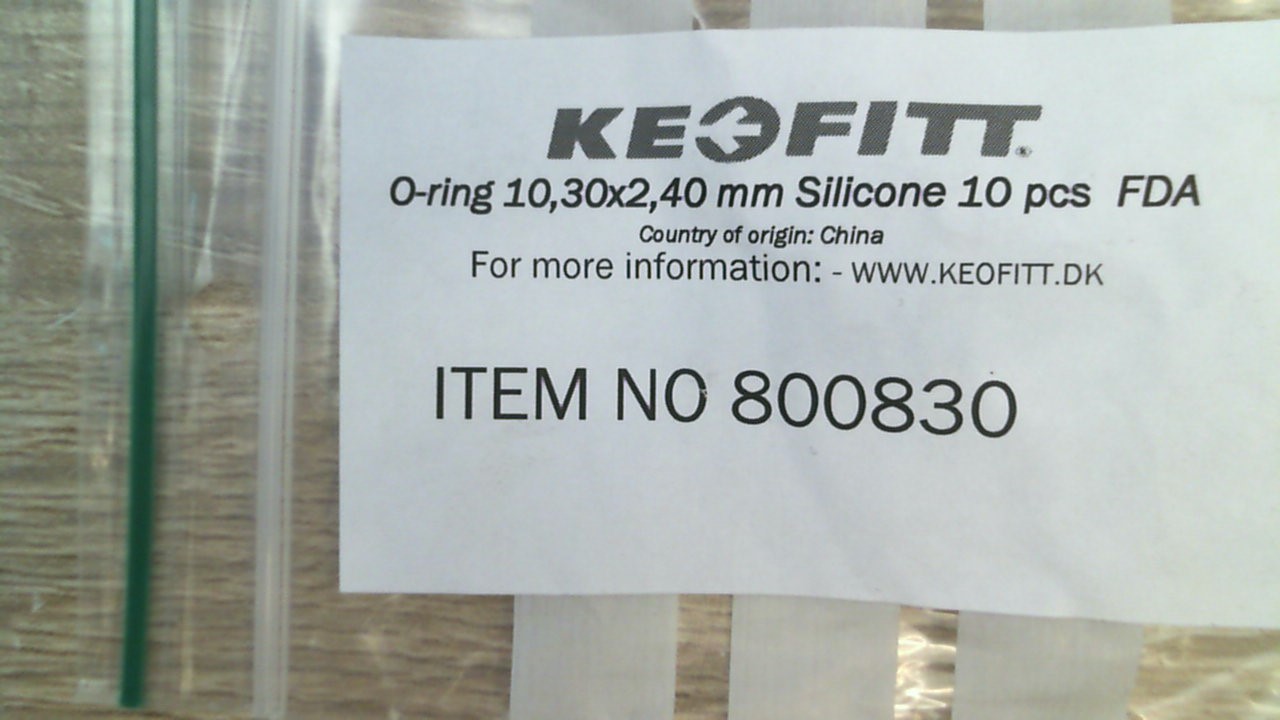 KEOFITT®
O-ring 10,30x2,40 mm Silicone 10 pcs FDA
Country of origin: China
For more information: - WWW.KEOFITT.DK
ITEM NO 800830